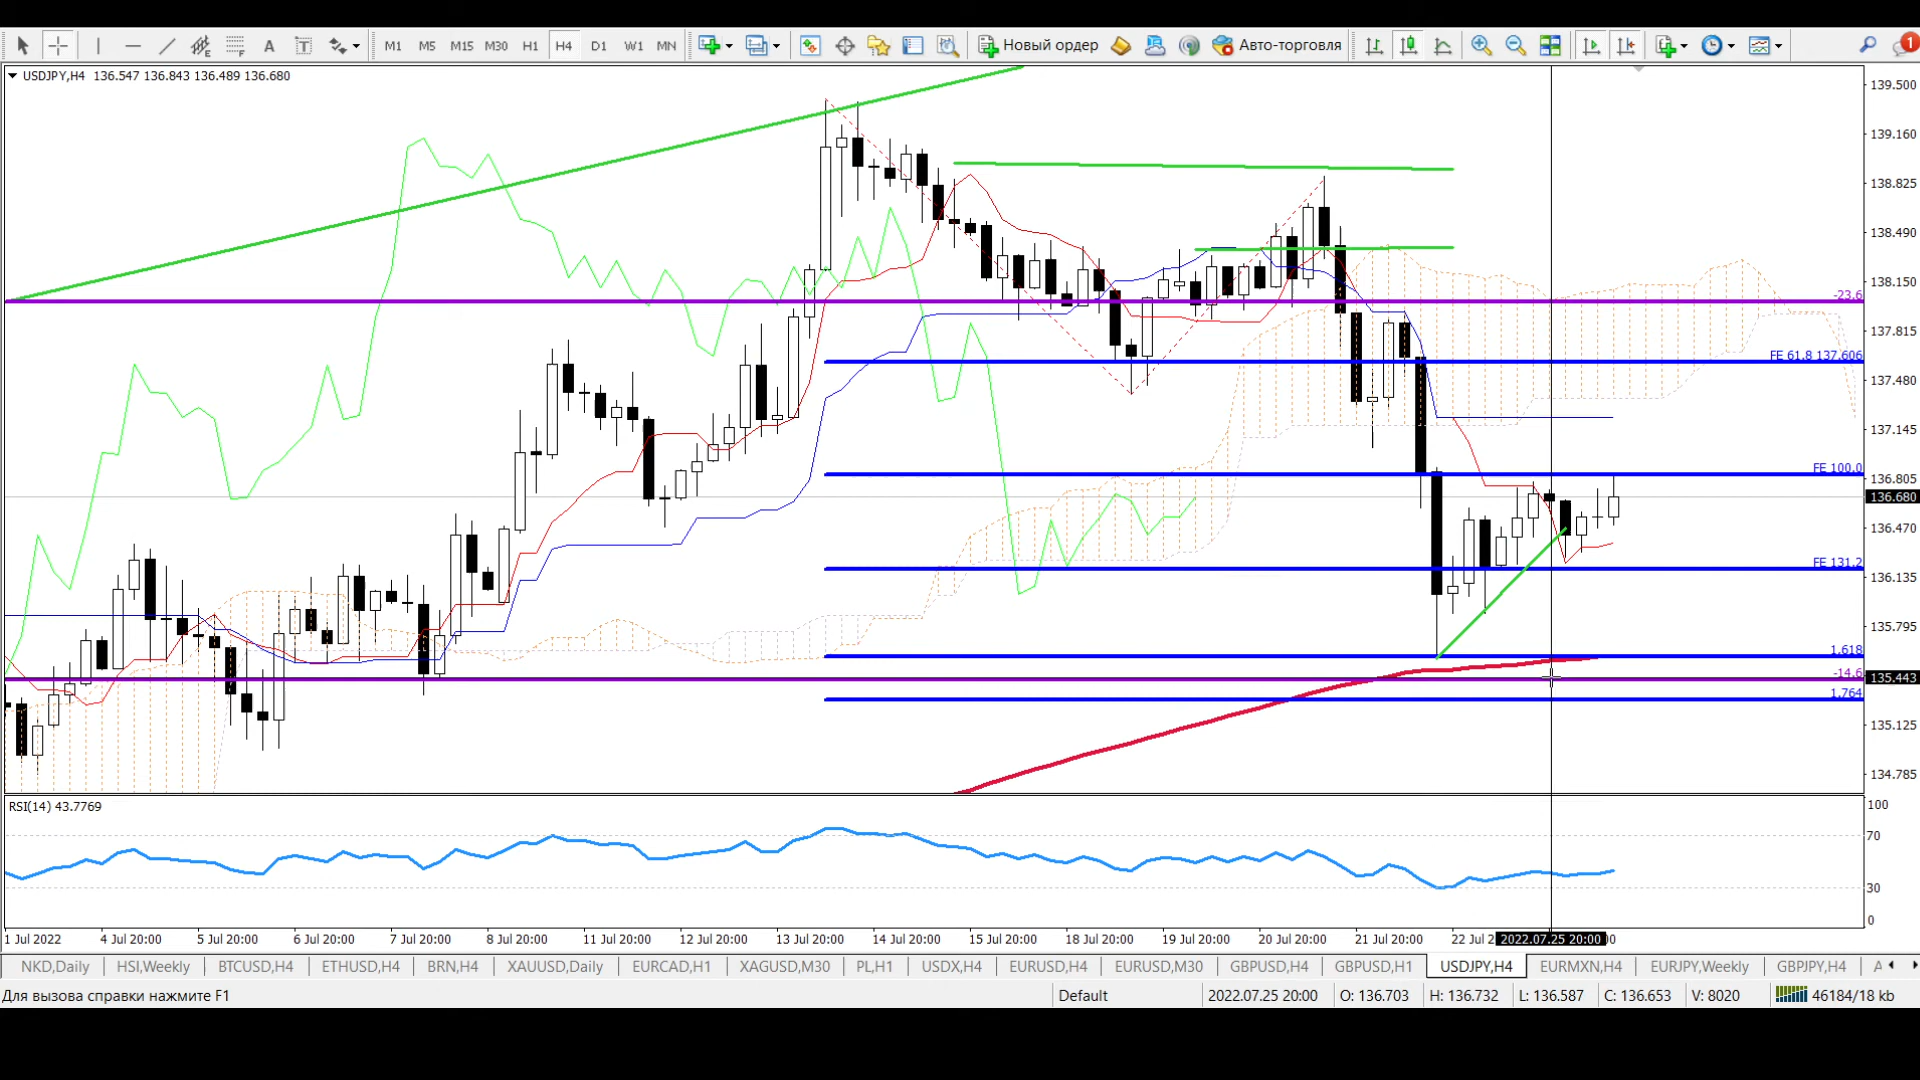 M1 M5 M15 M30 H1 H4 D1 W1 MN Новый ордер Авто-торговля 1
USDJPY,H4 136.547 136.843 136.489 136.680
139.500
139.160
138.825
138.490
138.150
-23.6
137.815
FE 61.8 137.606
137.480
137.145
FE 100.0
136.805
136.680
136.470
FE 131.2
136.135
135.795
1.618
-14.6
135.443
1.764
135.125
134.785
RSI(14) 43.7769
100
70
30
0
1 Jul 2022 4 Jul 20:00 5 Jul 20:00 6 Jul 20:00 7 Jul 20:00 8 Jul 20:00 11 Jul 20:00 12 Jul 20:00 13 Jul 20:00 14 Jul 20:00 15 Jul 20:00 18 Jul 20:00 19 Jul 20:00 20 Jul 20:00 21 Jul 20:00 22 Jul 2 2022.07.25 20:00
NKD,Daily HSI,Weekly BTCUSD,H4 ETHUSD,H4 BRN,H4 XAUUSD,Daily EURCAD,H1 XAGUSD,M30 PL,H1 USDX,H4 EURUSD,H4 EURUSD,M30 GBPUSD,H4 GBPUSD,H1 USDJPY,H4 EURMXN,H4 EURJPY,Weekly GBPJPY,H4 A
Для вызова справки нажмите F1 Default 2022.07.25 20:00 O: 136.703 H: 136.732 L: 136.587 C: 136.653 V: 8020 46184/18 kb